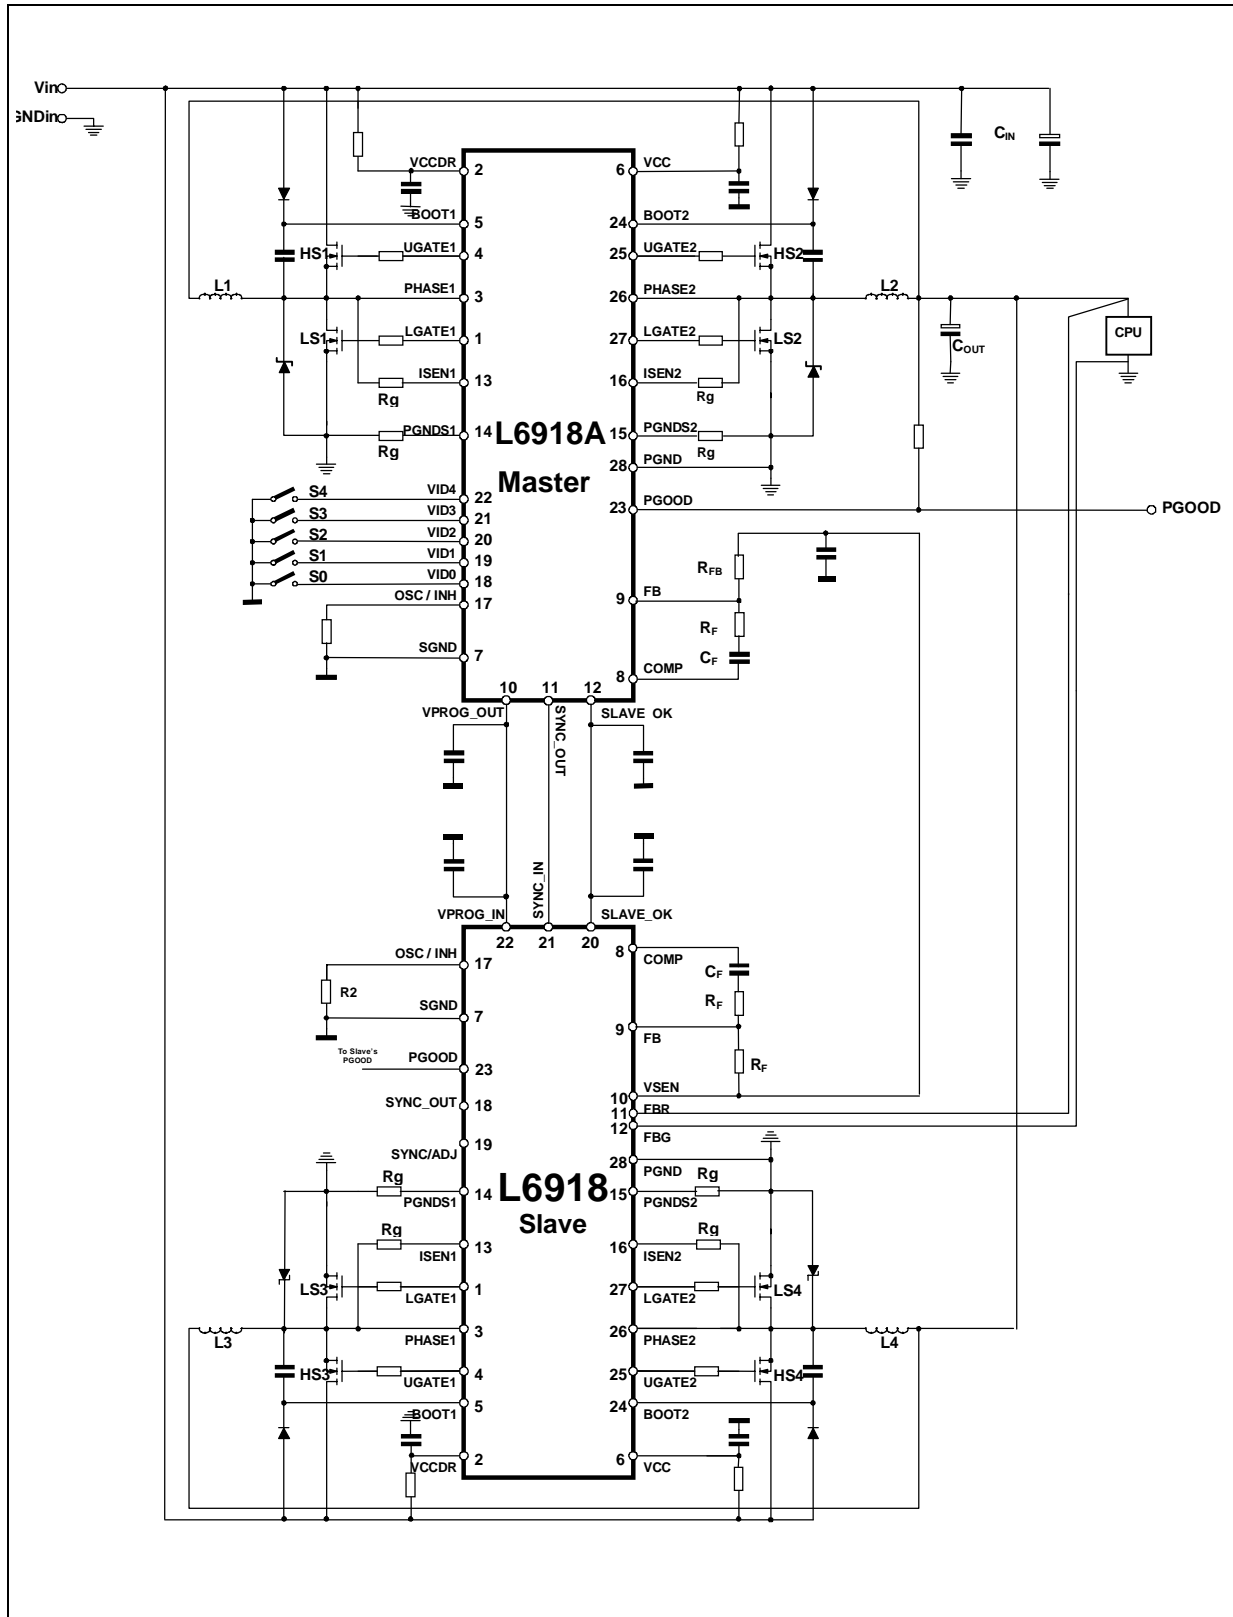 Vin
GNDin
CIN
VCCDR 2
6 VCC
BOOT1 5
24 BOOT2
HS1 UGATE1 4
25 UGATE2 HS2
L1 PHASE1 3
26 PHASE2 L2
LS1 LGATE1 1
27 LGATE2 LS2
COUT
CPU
ISEN1 13
16 ISEN2
Rg
Rg
PGNDS1 14
L6918A
15 PGNDS2
Rg
Rg
28 PGND
Master
S4 VID4 22
23 PGOOD
PGOOD
S3 VID3 21
S2 VID2 20
S1 VID1 19
S0 VID0 18
RFB
OSC / INH 17
9 FB
RF
SGND 7
CF
8 COMP
10 11 12
VPROG_OUT
SYNC_OUT
SLAVE_OK
SYNC_IN
VPROG_IN
SLAVE_OK
22 21 20
OSC / INH 17
8 COMP
CF
R2
RF
SGND 7
9 FB
To Slave's
PGOOD
PGOOD 23
RF
SYNC_OUT 18
10 VSEN
11 FBR
12 FBG
19
SYNC/ADJ
28 PGND
Rg
PGNDS1 14
L6918
15 PGNDS2
Rg
Slave
Rg
ISEN1 13
16 ISEN2
Rg
LS3 LGATE1 1
27 LGATE2 LS4
L3 PHASE1 3
26 PHASE2 L4
HS3 UGATE1 4
25 UGATE2 HS4
BOOT1 5
24 BOOT2
VCCDR 2
6 VCC